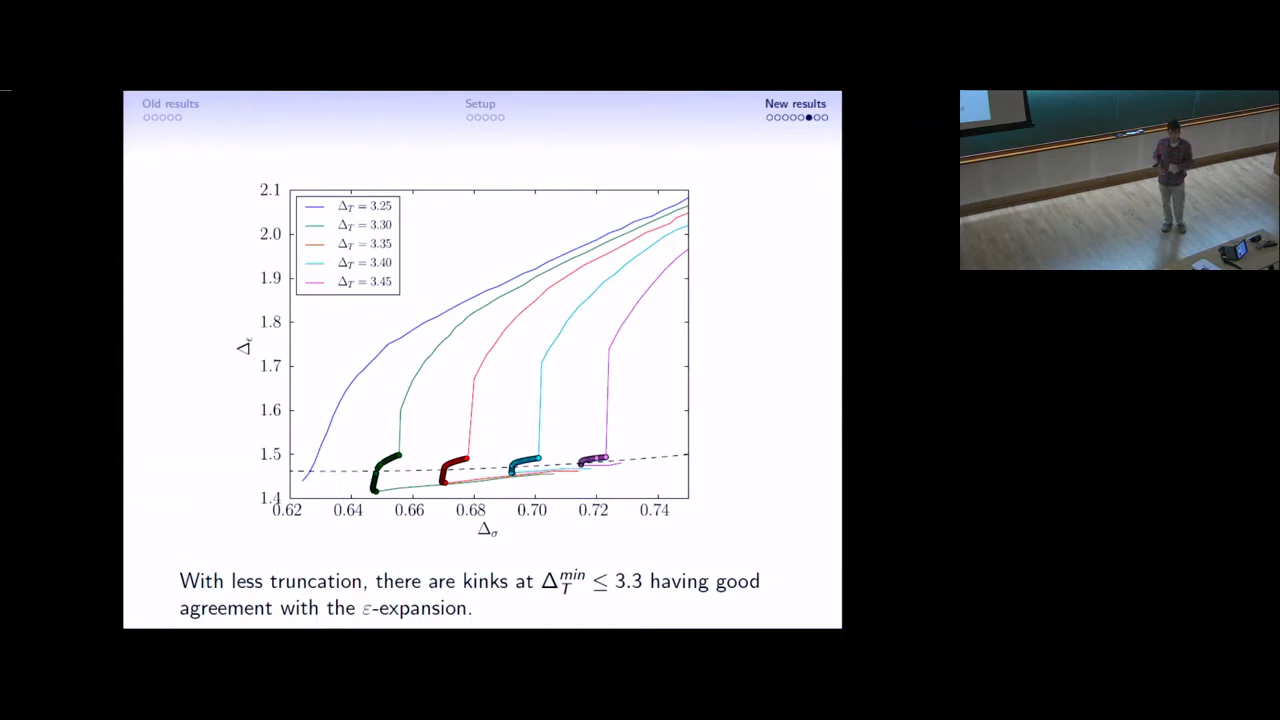 Old results
Setup
New results
2.1
2.0
1.9
1.8
1.7
1.6
1.5
1.4
Δ_ϵ
Δ_T = 3.25
Δ_T = 3.30
Δ_T = 3.35
Δ_T = 3.40
Δ_T = 3.45
0.62 0.64 0.66 0.68 0.70 0.72 0.74
Δ_σ
With less truncation, there are kinks at Δ_T^min ≤ 3.3 having good
agreement with the ε-expansion.